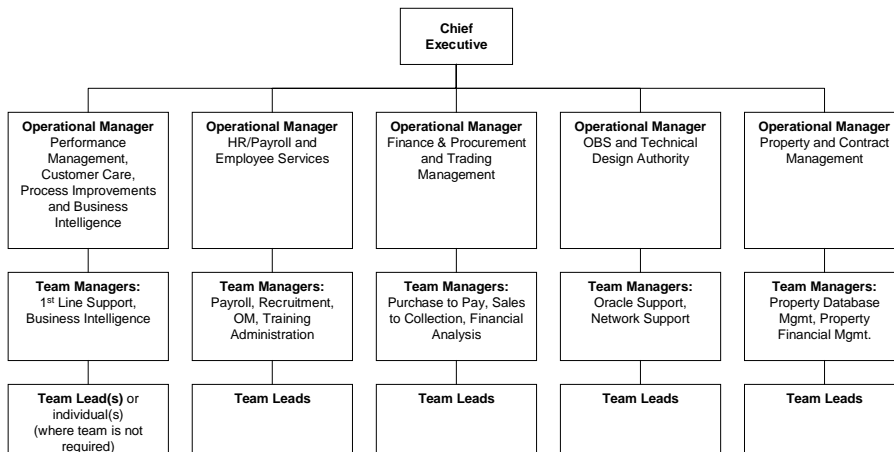 Chief
Executive
Operational Manager
Performance
Management,
Customer Care,
Process Improvements
and Business
Intelligence
Operational Manager
HR/Payroll and
Employee Services
Operational Manager
Finance & Procurement
and Trading
Management
Operational Manager
OBS and Technical
Design Authority
Operational Manager
Property and Contract
Management
Team Managers:
1st Line Support,
Business Intelligence
Team Managers:
Payroll, Recruitment,
OM, Training
Administration
Team Managers:
Purchase to Pay, Sales
to Collection, Financial
Analysis
Team Managers:
Oracle Support,
Network Support
Team Managers:
Property Database
Mgmt, Property
Financial Mgmt.
Team Lead(s) or
individual(s)
(where team is not
required)
Team Leads
Team Leads
Team Leads
Team Leads